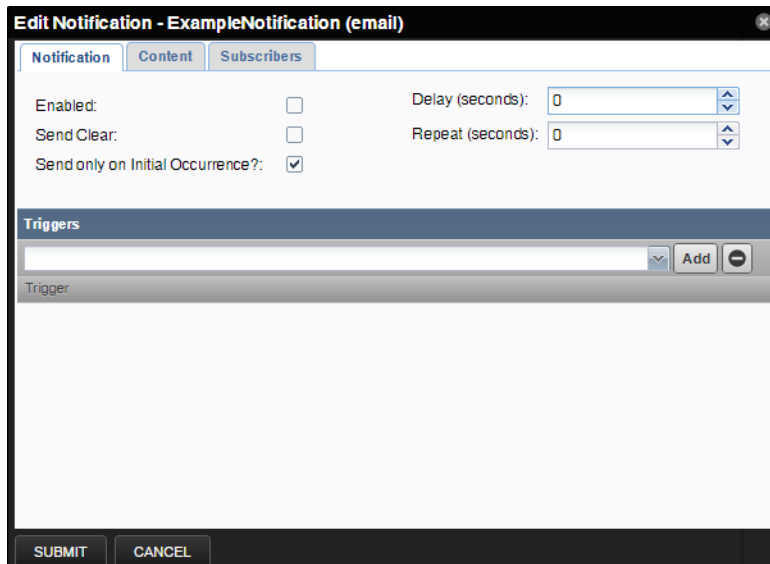 Edit Notification - ExampleNotification (email)
Notification Content Subscribers
Enabled: Delay (seconds): 0
Send Clear: Repeat (seconds): 0
Send only on Initial Occurrence?:
Triggers
Add
Trigger
SUBMIT CANCEL